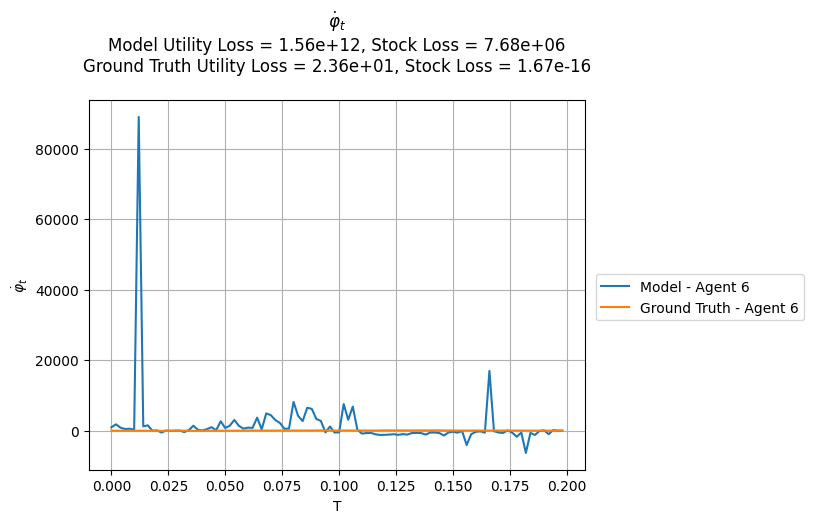 φ̇ₜ
Model Utility Loss = 1.56e+12, Stock Loss = 7.68e+06
Ground Truth Utility Loss = 2.36e+01, Stock Loss = 1.67e-16
80000
60000
40000
20000
0
φ̇ₜ
Model - Agent 6
Ground Truth - Agent 6
0.000 0.025 0.050 0.075 0.100 0.125 0.150 0.175 0.200
T